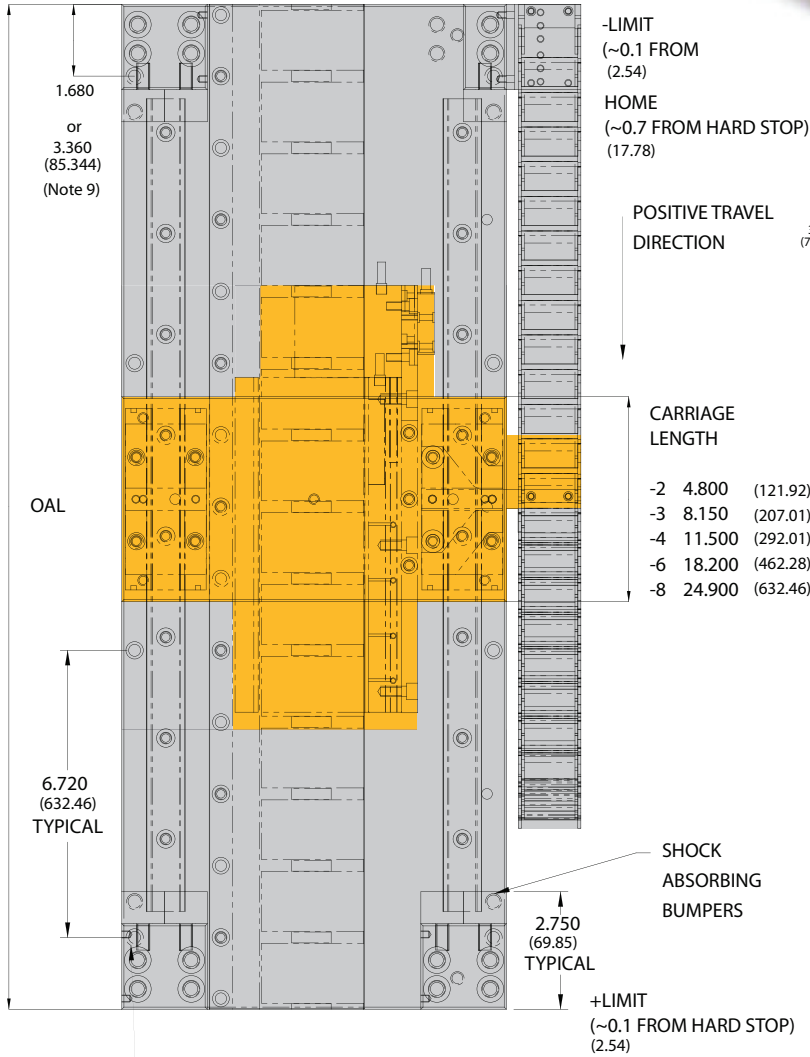 -LIMIT
(~0.1 FROM
(2.54)
HOME
(~0.7 FROM HARD STOP)
(17.78)
1.680
or
3.360
(85.344)
(Note 9)
POSITIVE TRAVEL
DIRECTION
CARRIAGE
LENGTH
-2 4.800 (121.92)
-3 8.150 (207.01)
-4 11.500 (292.01)
-6 18.200 (462.28)
-8 24.900 (632.46)
OAL
6.720
(632.46)
TYPICAL
SHOCK
ABSORBING
BUMPERS
2.750
(69.85)
TYPICAL
+LIMIT
(~0.1 FROM HARD STOP)
(2.54)